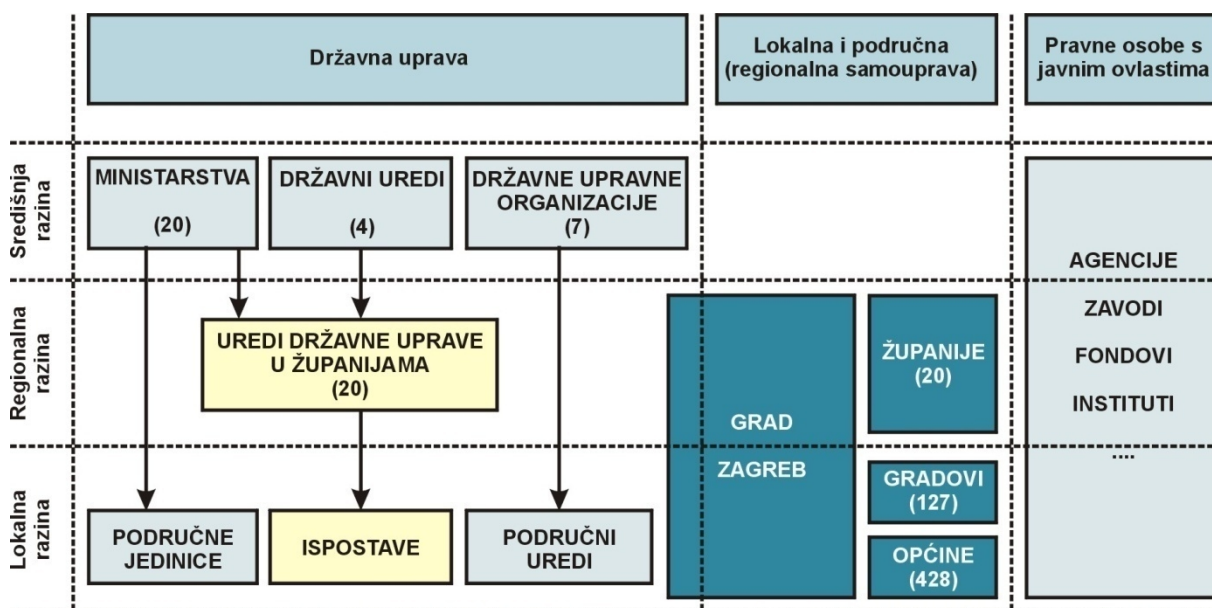 Državna uprava
Lokalna i područna
(regionalna samouprava)
Pravne osobe s
javnim ovlastima
Središnja
razina
MINISTARSTVA
(20)
DRŽAVNI UREDI
(4)
DRŽAVNE UPRAVNE
ORGANIZACIJE
(7)
Regionalna
razina
UREDI DRŽAVNE UPRAVE
U ŽUPANIJAMA
(20)
GRAD
ZAGREB
ŽUPANIJE
(20)
AGENCIJE
ZAVODI
FONDOVI
INSTITUTI
....
Lokalna
razina
PODRUČNE
JEDINICE
ISPOSTAVE
PODRUČNI
UREDI
GRADOVI
(127)
OPĆINE
(428)